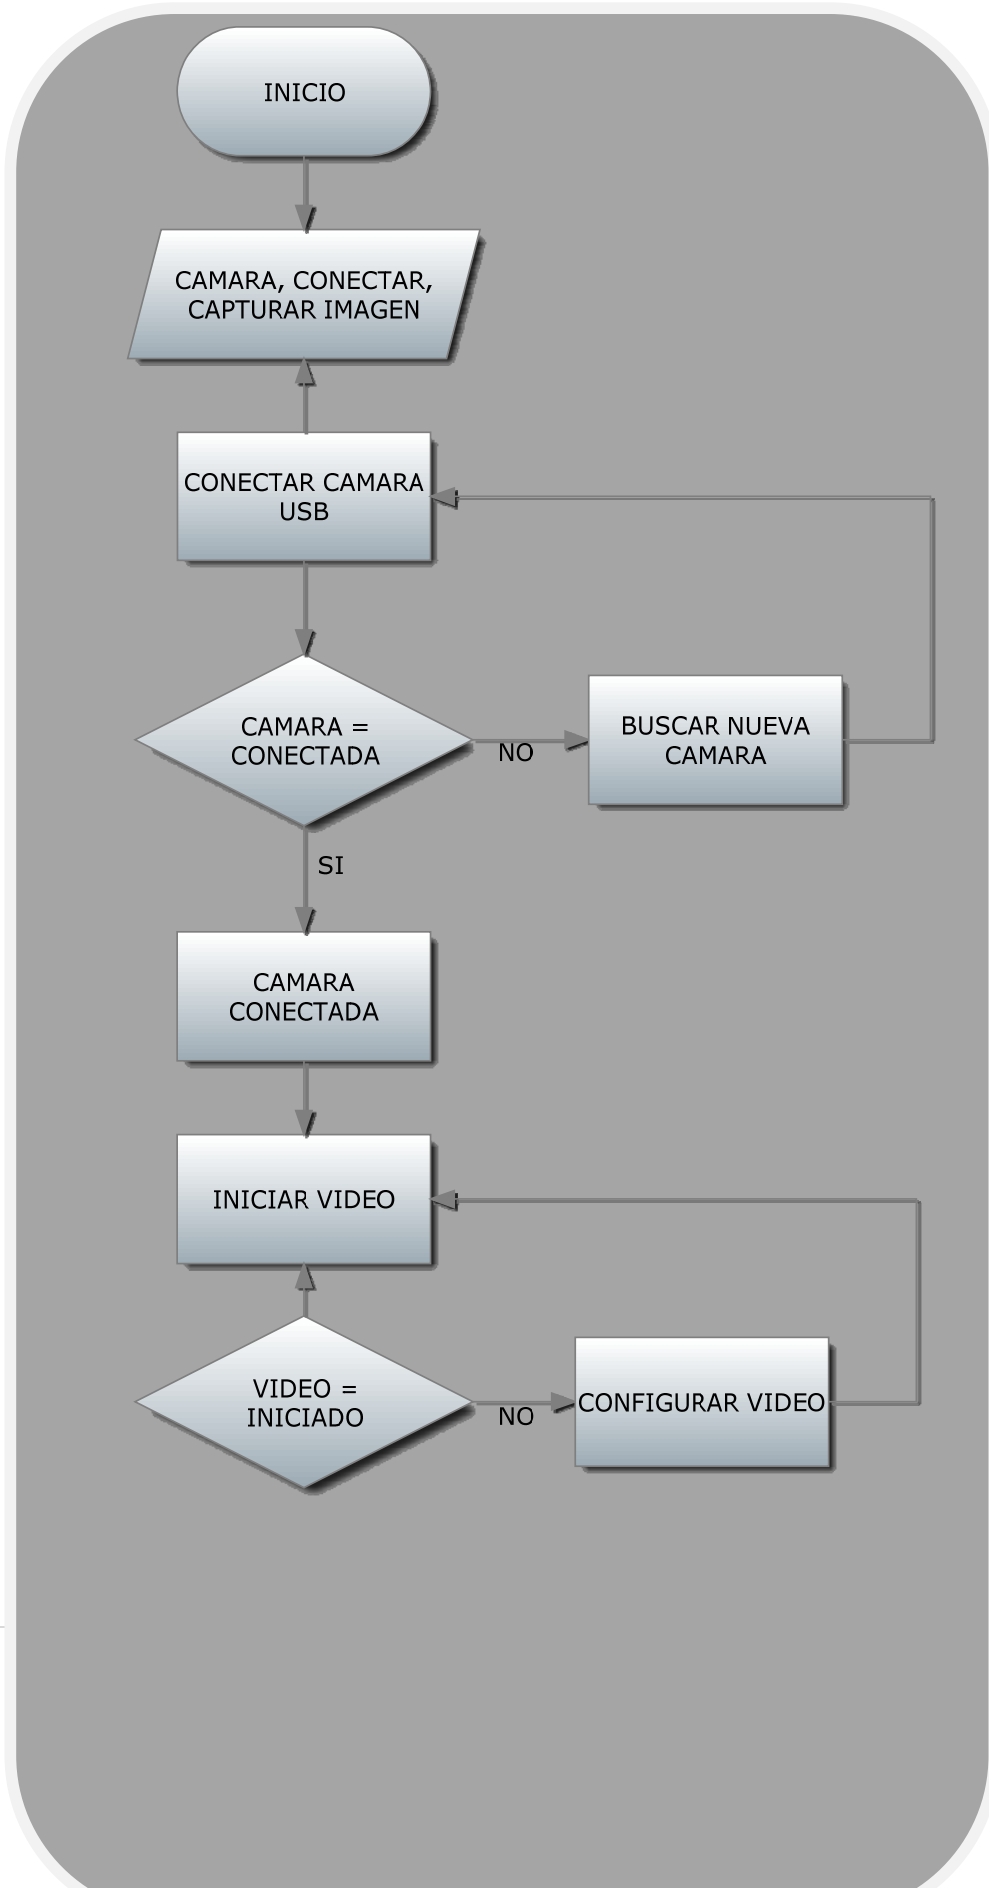 INICIO
CAMARA, CONECTAR,
CAPTURAR IMAGEN
CONECTAR CAMARA
USB
CAMARA =
CONECTADA
NO
BUSCAR NUEVA
CAMARA
SI
CAMARA
CONECTADA
INICIAR VIDEO
VIDEO =
INICIADO
NO
CONFIGURAR VIDEO